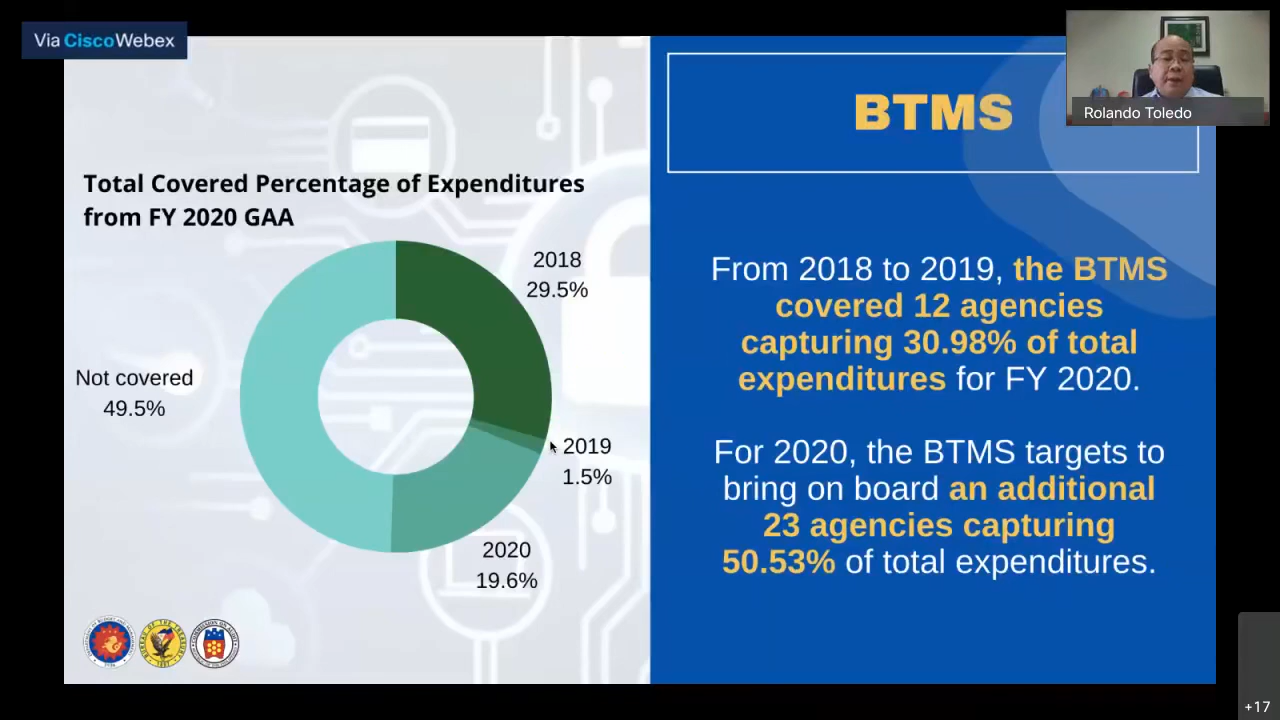 Via Cisco Webex
Rolando Toledo
BTMS
Total Covered Percentage of Expenditures
from FY 2020 GAA
2018
29.5%
Not covered
49.5%
2019
1.5%
2020
19.6%
From 2018 to 2019, the BTMS
covered 12 agencies
capturing 30.98% of total
expenditures for FY 2020.
For 2020, the BTMS targets to
bring on board an additional
23 agencies capturing
50.53% of total expenditures.
+17